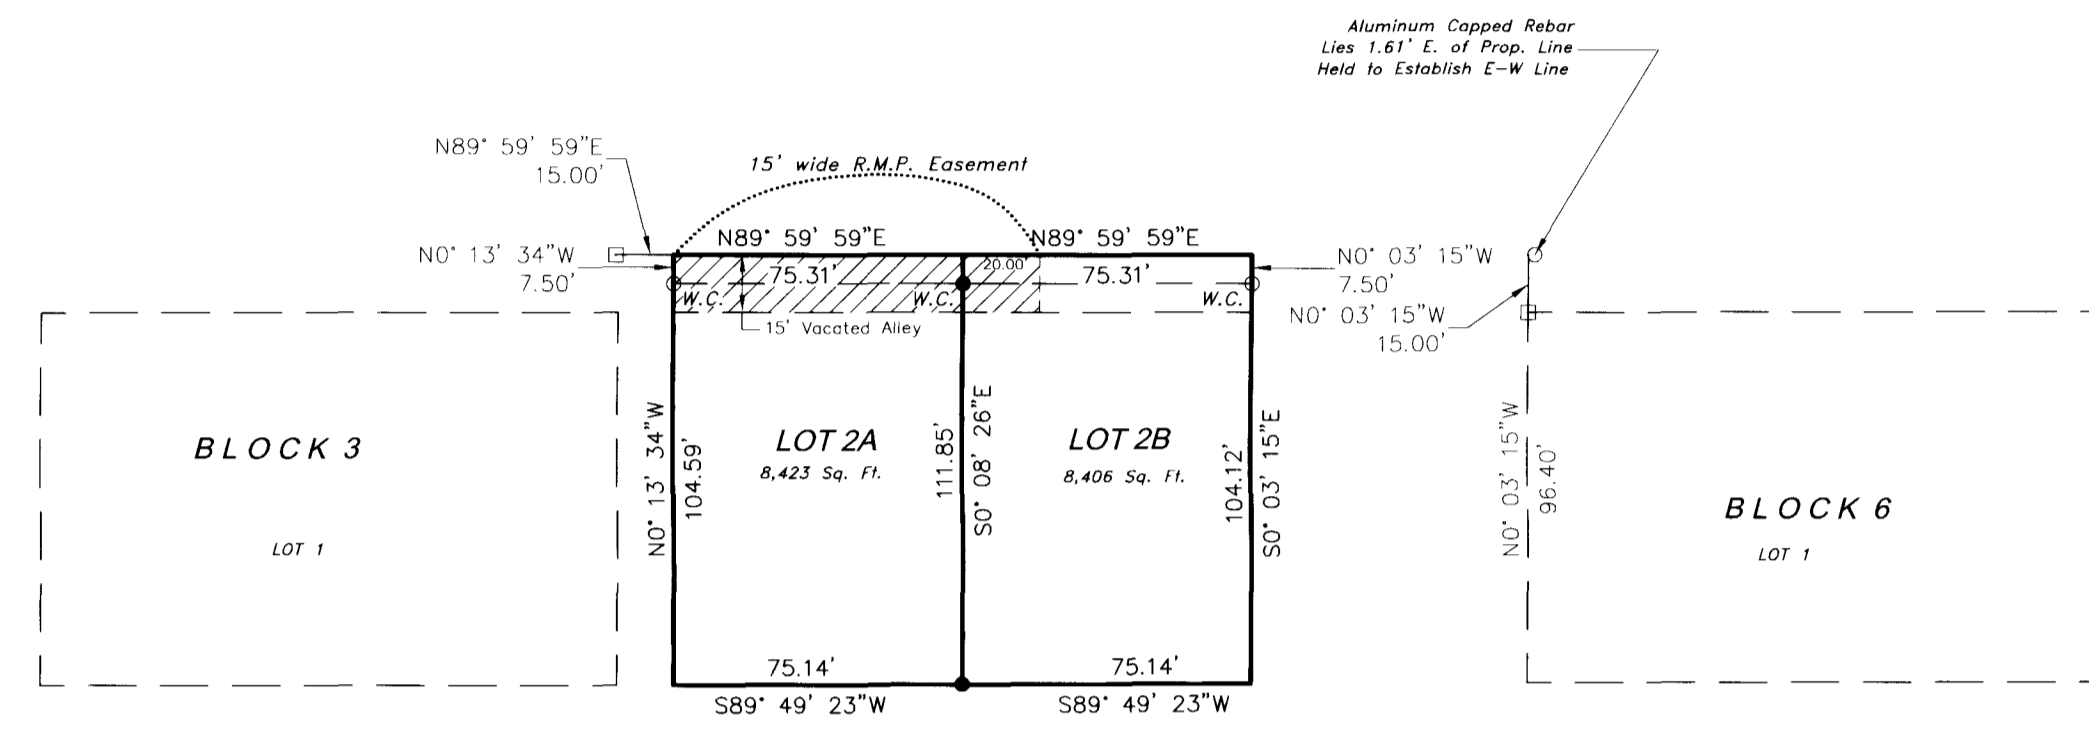 Aluminum Capped Rebar
Lies 1.61' E. of Prop. Line
Held to Establish E-W Line
N89° 59' 59"E
15.00'
15' wide R.M.P. Easement
N0° 13' 34"W
7.50'
N89° 59' 59"E
N89° 59' 59"E
75.31'
20.00'
75.31'
W.C.
W.C.
W.C.
15' Vacated Alley
N0° 03' 15"W
7.50'
N0° 03' 15"W
15.00'
BLOCK 3
LOT 1
N0° 13' 34"W
104.59'
LOT 2A
8,423 Sq. Ft.
111.85'
S0° 08' 26"E
LOT 2B
8,406 Sq. Ft.
104.12'
S0° 03' 15"E
N0° 03' 15"W
96.40'
BLOCK 6
LOT 1
75.14'
75.14'
S89° 49' 23"W
S89° 49' 23"W